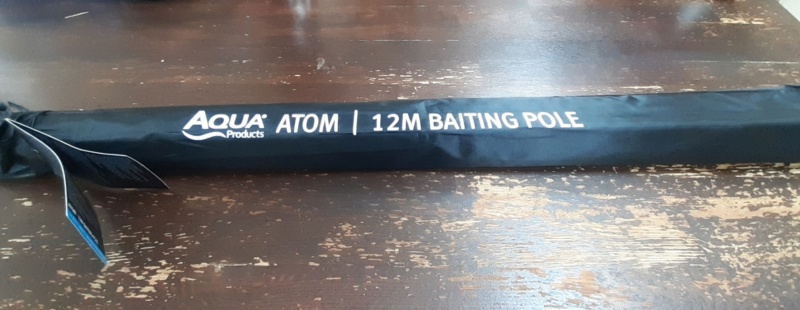 AQUA Products ATOM | 12M BAITING POLE